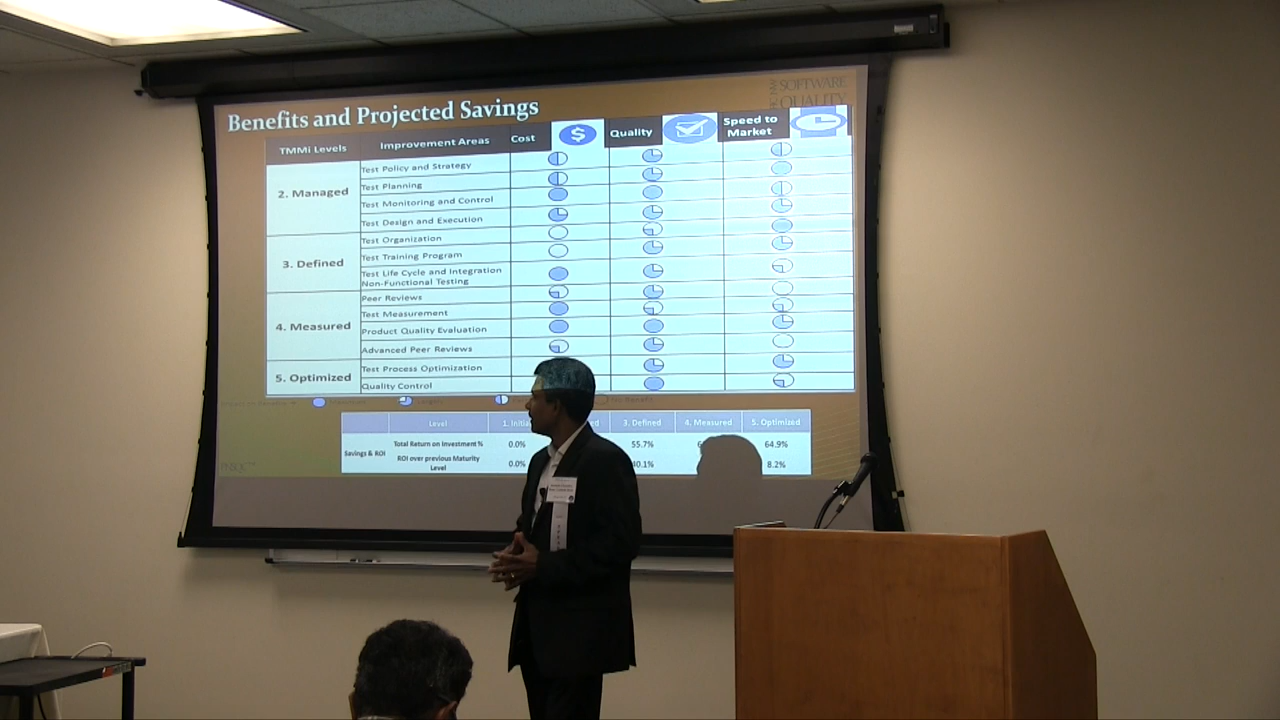 SOFTWARE
QUALITY
Benefits and Projected Savings
TMMi Levels Improvement Areas Cost $ Quality Speed to
Market
2. Managed
Test Policy and Strategy
Test Planning
Test Monitoring and Control
Test Design and Execution
3. Defined
Test Organization
Test Training Program
Test Life Cycle and Integration
Non-Functional Testing
Peer Reviews
4. Measured
Test Measurement
Product Quality Evaluation
Advanced Peer Reviews
5. Optimized
Test Process Optimization
Quality Control
Level 1. 3. Defined 4. Measured 5. Optimized
Savings & ROI
Total Return on Investment % 0.0% 55.7% 64.9%
ROI over previous Maturity
Level 0.0% 8.2%